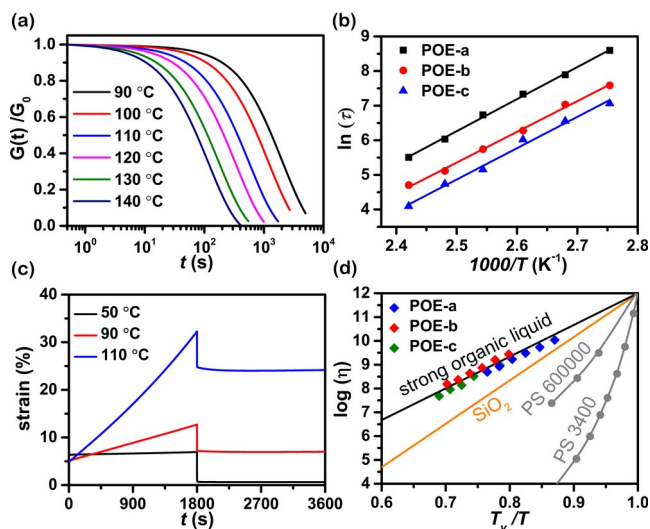 (a)
1.0
0.8
0.6
0.4
0.2
0.0
G(t) /G0
90 °C
100 °C
110 °C
120 °C
130 °C
140 °C
10^0 10^1 10^2 10^3 10^4
t (s)
(b)
9
8
7
6
5
4
ln (τ)
POE-a
POE-b
POE-c
2.4 2.5 2.6 2.7 2.8
1000/T (K^-1)
(c)
40
30
20
10
0
strain (%)
50 °C
90 °C
110 °C
0 900 1800 2700 3600
t (s)
(d)
12
11
10
9
8
7
6
5
4
log (η)
POE-a
POE-b
POE-c
strong organic liquid
SiO2
PS 600000
PS 3400
0.6 0.7 0.8 0.9 1.0
Tv/T